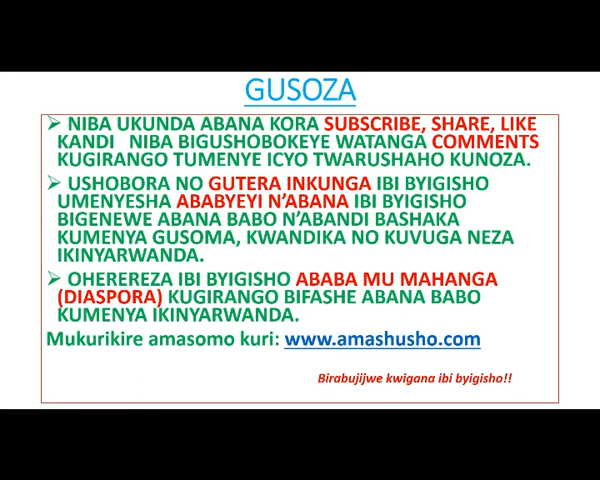 GUSOZA
NIBA UKUNDA ABANA KORA SUBSCRIBE, SHARE, LIKE
KANDI NIBA BIGUSHOBOKEYE WATANGA COMMENTS
KUGIRANGO TUMENYE ICYO TWARUSHAHO KUNOZA.
USHOBORA NO GUTERA INKUNGA IBI BYIGISHO
UMENYESHA ABABYEYI N'ABANA IBI BYIGISHO
BIGENEWE ABANA BABO N'ABANDI BASHAKA
KUMENYA GUSOMA, KWANDIKA NO KUVUGA NEZA
IKINYARWANDA.
OHEREREZA IBI BYIGISHO ABABA MU MAHANGA
(DIASPORA) KUGIRANGO BIFASHE ABANA BABO
KUMENYA IKINYARWANDA.
Mukurikire amasomo kuri: www.amashusho.com
Birabujijwe kwigana ibi byigisho!!